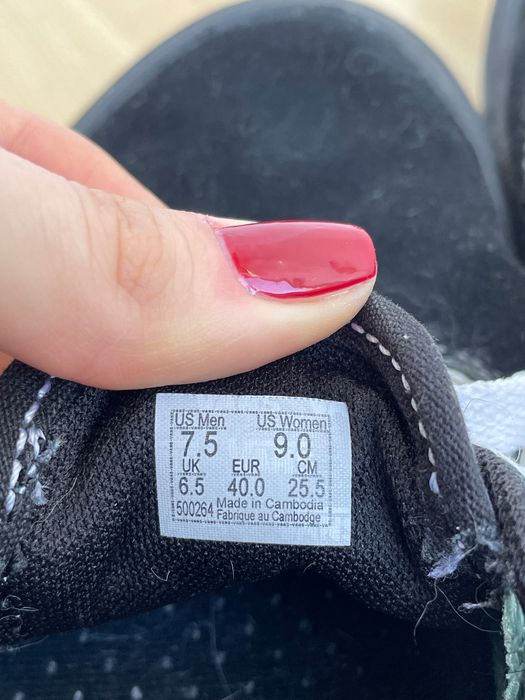 US Men US Women
7.5 9.0
UK EUR CM
6.5 40.0 25.5
500264 Made in Cambodia
Fabrique au Cambodge